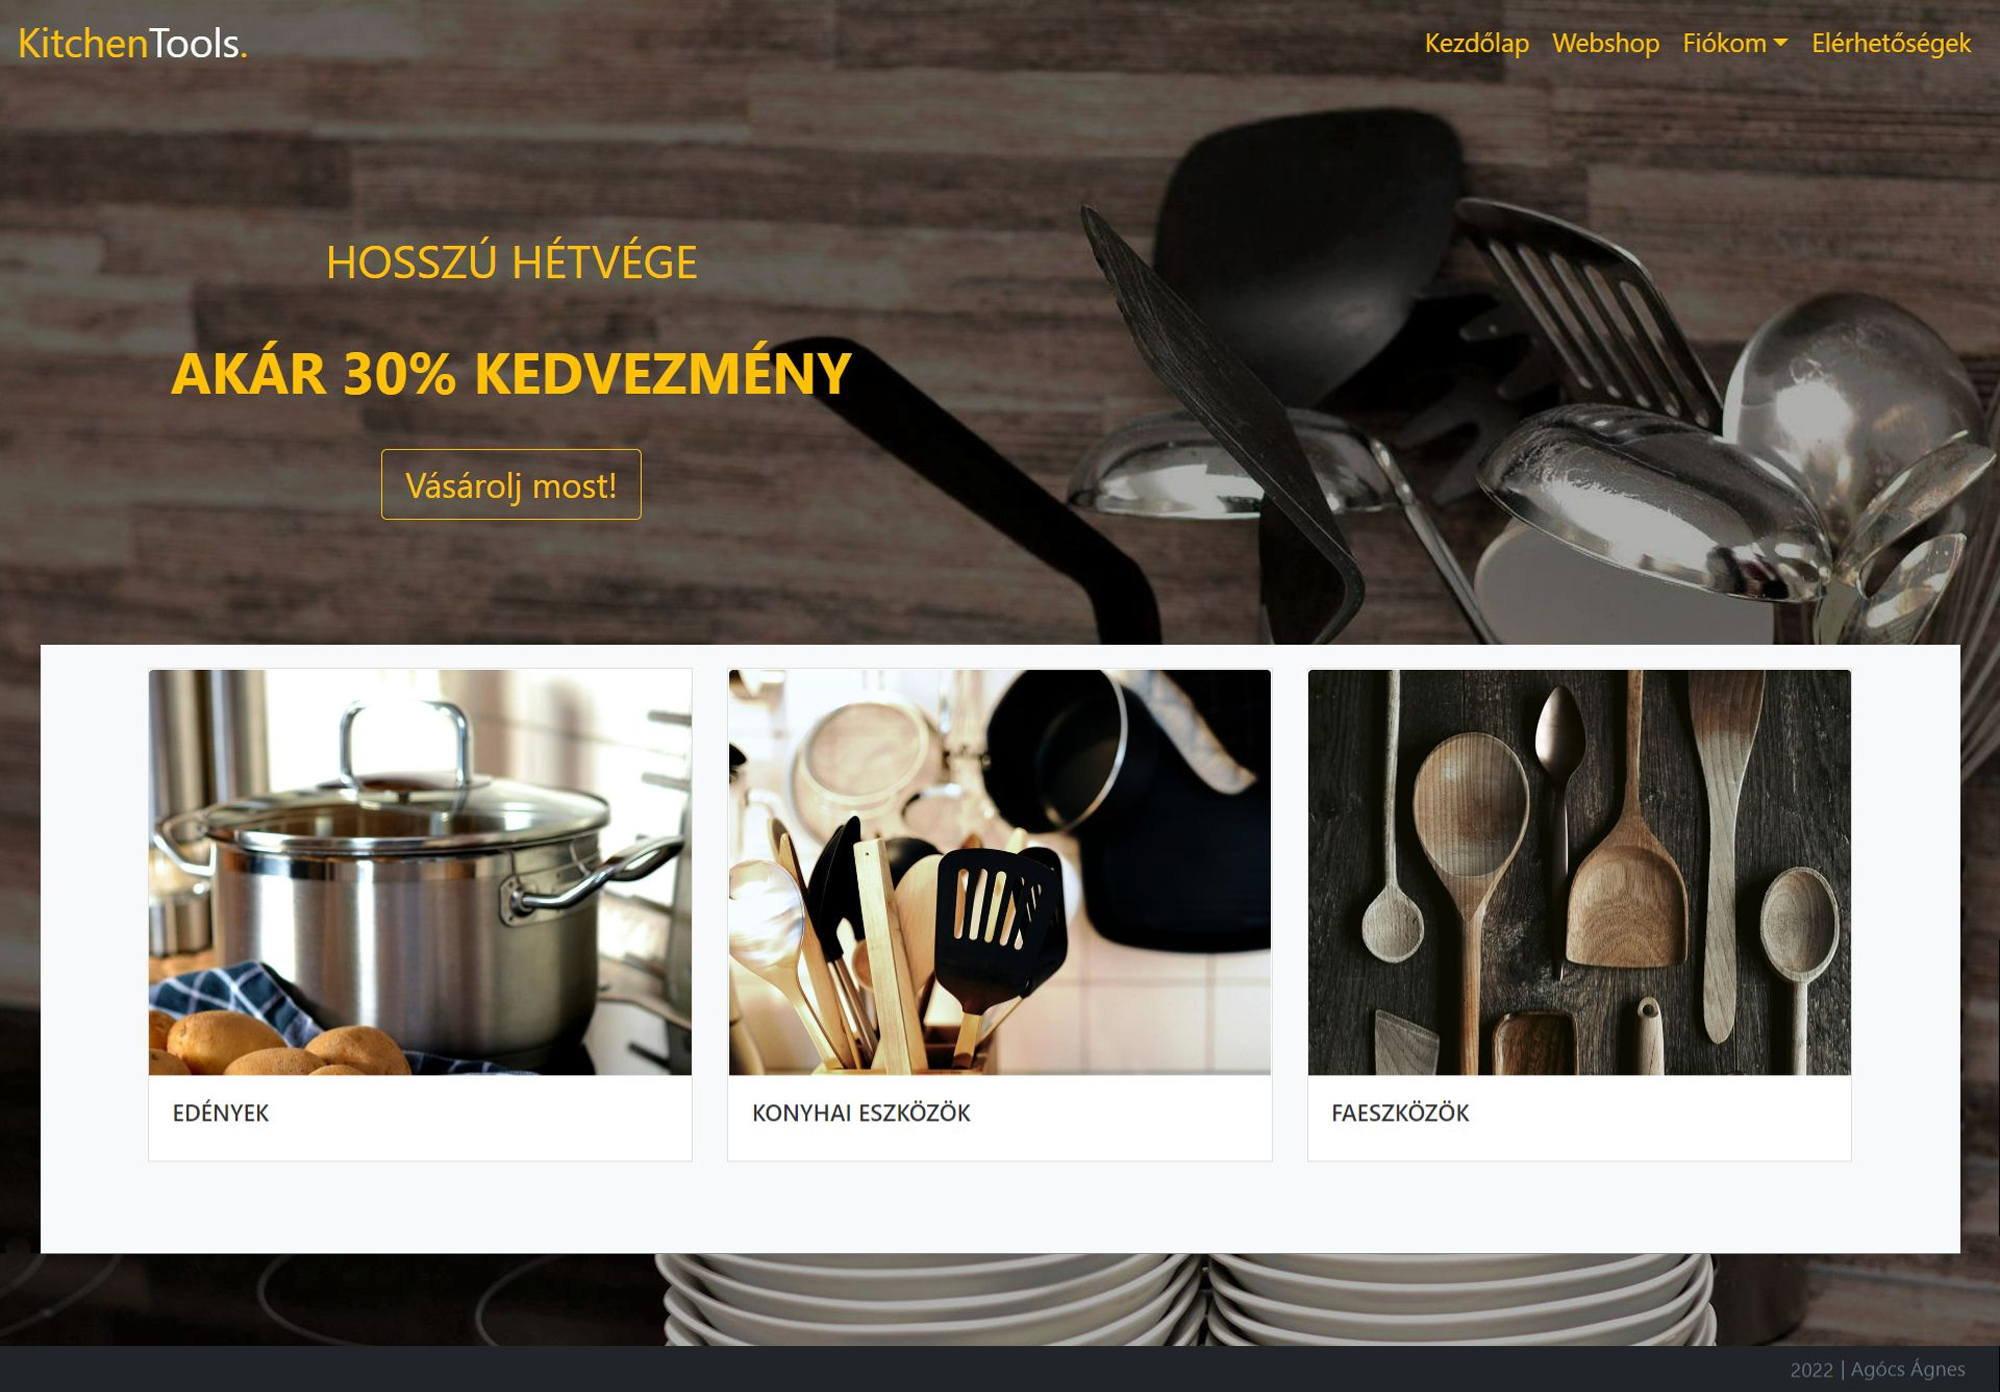 KitchenTools.
Kezdőlap Webshop Fiókom Elérhetőségek
HOSSZÚ HÉTVÉGE
AKÁR 30% KEDVEZMÉNY
Vásárolj most!
EDÉNYEK
KONYHAI ESZKÖZÖK
FAESZKÖZÖK
2022 | Agócs Ágnes